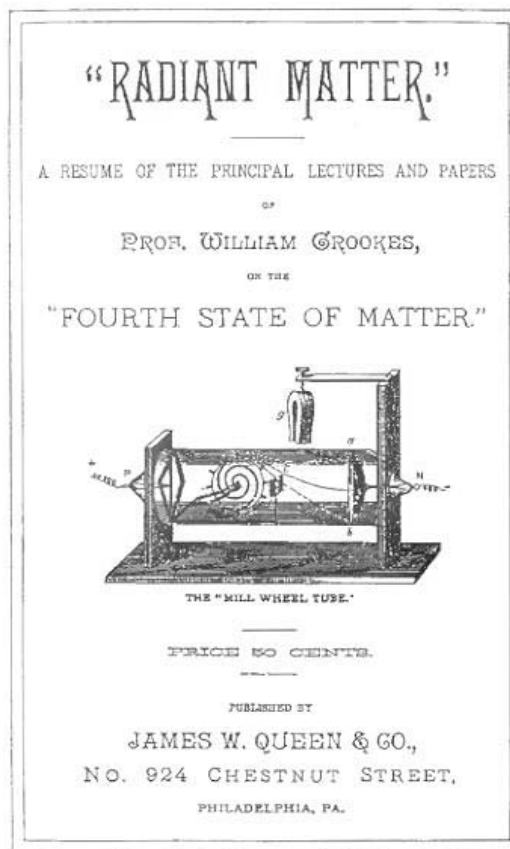 "RADIANT MATTER."
A RESUME OF THE PRINCIPAL LECTURES AND PAPERS
OF
PROF. WILLIAM CROOKES,
ON THE
"FOURTH STATE OF MATTER."
g
a
P
N
b
THE "MILL WHEEL TUBE."
PRICE 50 CENTS.
PUBLISHED BY
JAMES W. QUEEN & CO.,
No. 924 CHESTNUT STREET,
PHILADELPHIA, PA.